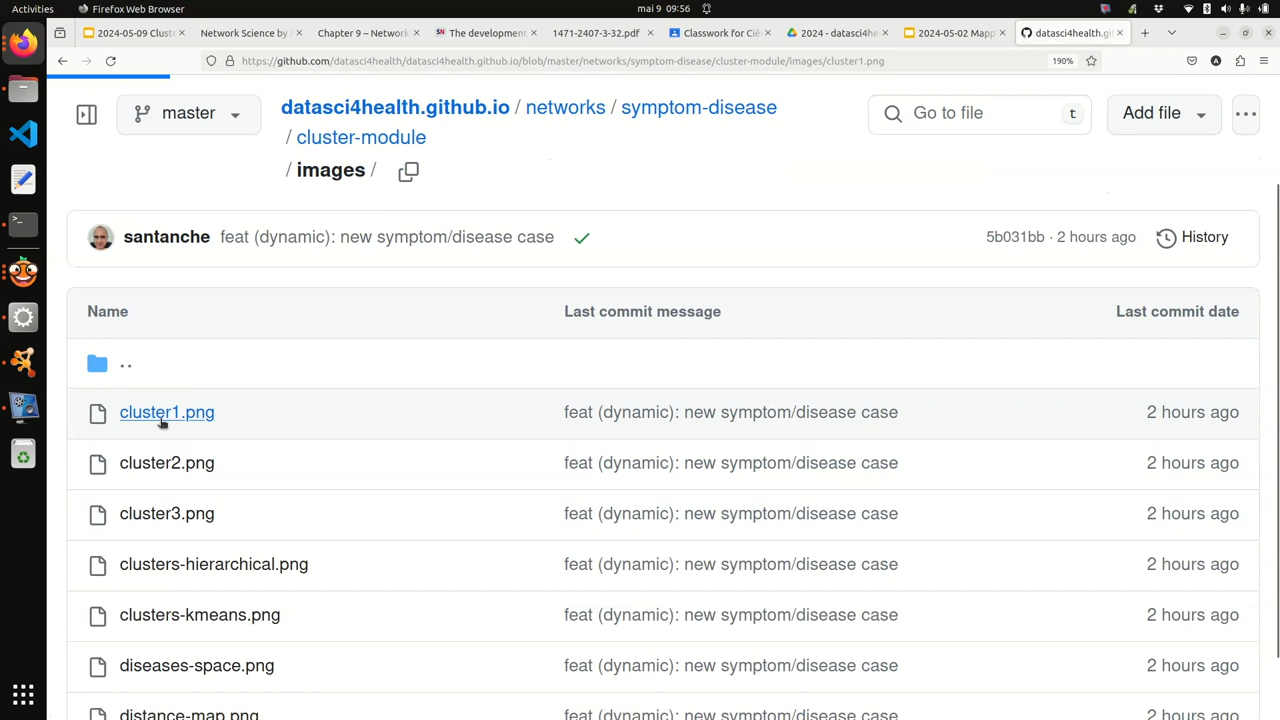 Activities Firefox Web Browser mai 9 09:56
2024-05-09 Cluste Network Science by Chapter 9 – Network The development 1471-2407-3-32.pdf Classwork for Ciê 2024 - datasci4he 2024-05-02 Mapp datasci4health.git
https://github.com/datasci4health/datasci4health.github.io/blob/master/networks/symptom-disease/cluster-module/images/cluster1.png 190%
master datasci4health.github.io / networks / symptom-disease Go to file t Add file
/ cluster-module
/ images /
santanche feat (dynamic): new symptom/disease case 5b031bb · 2 hours ago History
Name Last commit message Last commit date
..
cluster1.png feat (dynamic): new symptom/disease case 2 hours ago
cluster2.png feat (dynamic): new symptom/disease case 2 hours ago
cluster3.png feat (dynamic): new symptom/disease case 2 hours ago
clusters-hierarchical.png feat (dynamic): new symptom/disease case 2 hours ago
clusters-kmeans.png feat (dynamic): new symptom/disease case 2 hours ago
diseases-space.png feat (dynamic): new symptom/disease case 2 hours ago
distance-map.png feat (dynamic): new symptom/disease case 2 hours ago